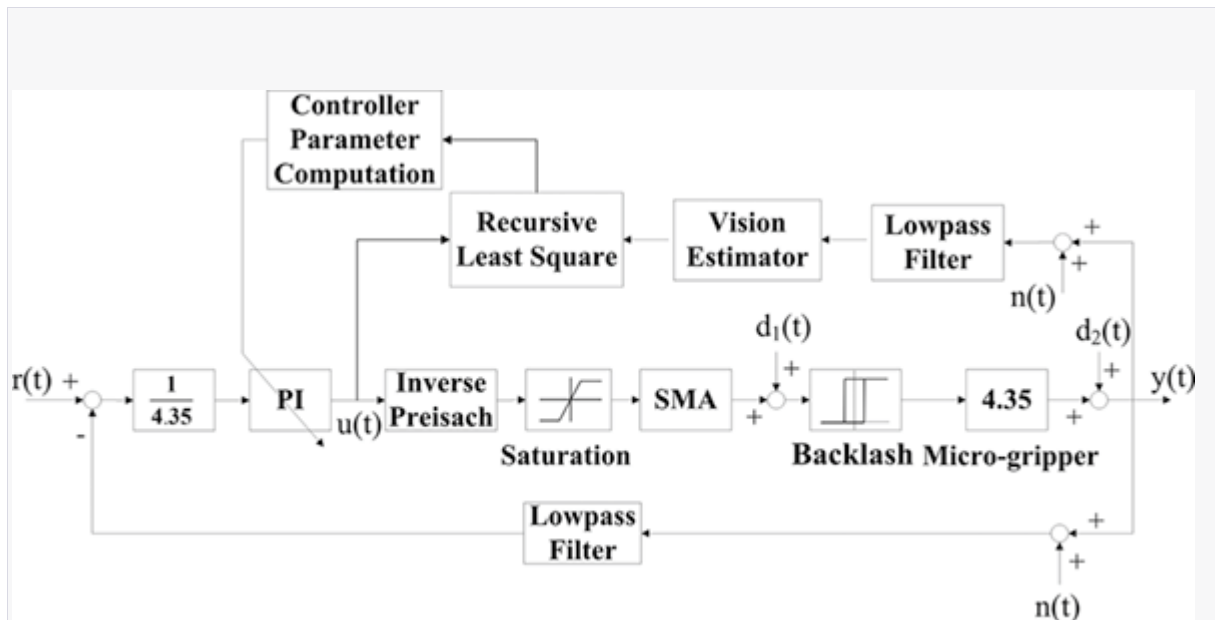 Controller
Parameter
Computation
Recursive
Least Square
Vision
Estimator
Lowpass
Filter
+
+
n(t)
d₁(t)
d₂(t)
r(t) +
-
1
4.35
PI
u(t)
Inverse
Preisach
Saturation
SMA
+
+
Backlash
4.35
Micro-gripper
+
+
y(t)
Lowpass
Filter
+
+
n(t)